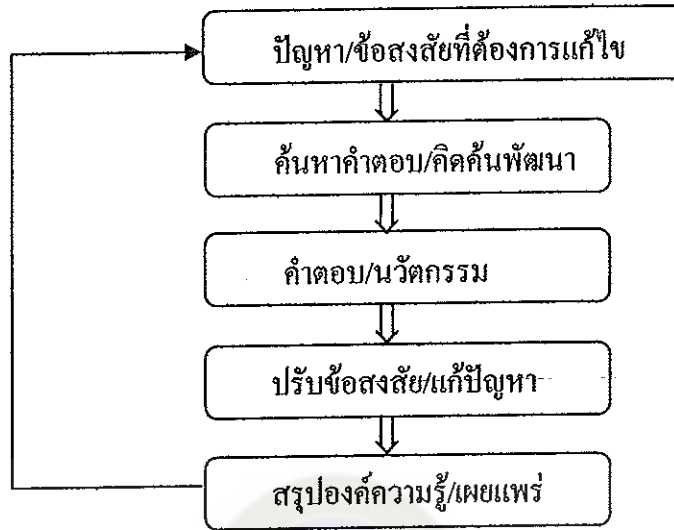 ปัญหา/ข้อสงสัยที่ต้องการแก้ไข
ค้นหาคำตอบ/คิดค้นพัฒนา
คำตอบ/นวัตกรรม
ปรับข้อสงสัย/แก้ปัญหา
สรุปองค์ความรู้/เผยแพร่